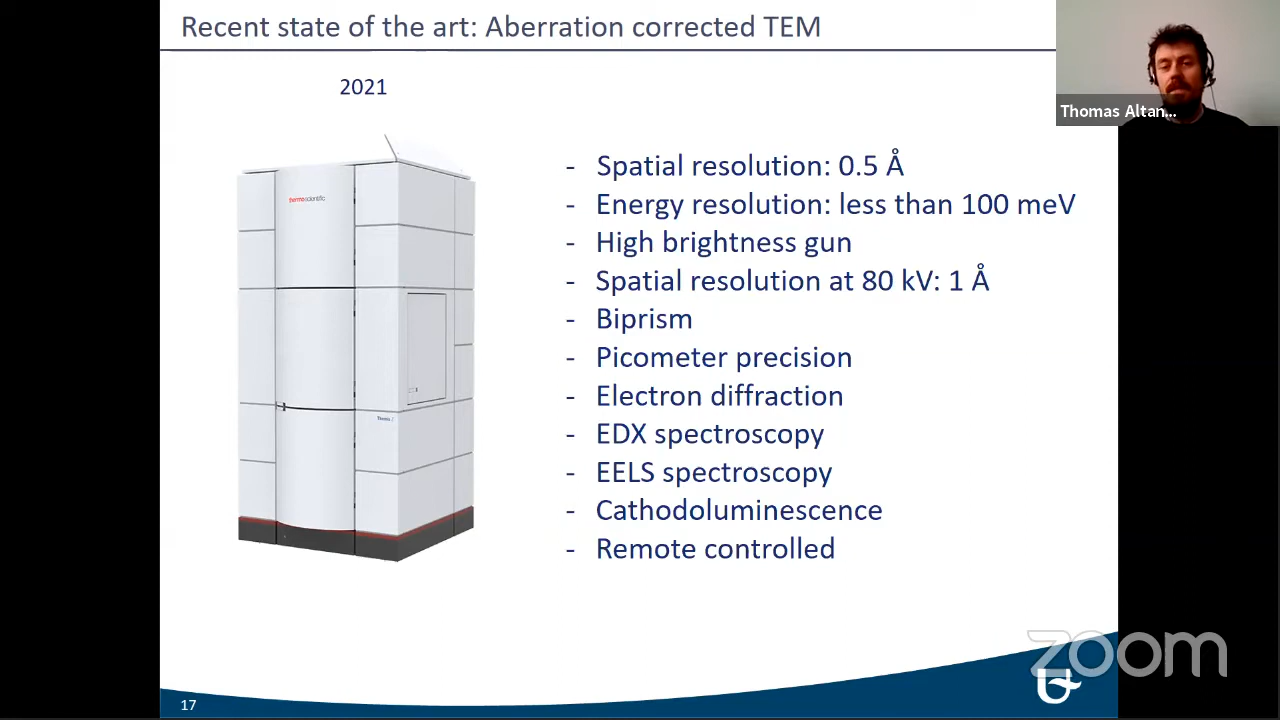 Recent state of the art: Aberration corrected TEM
2021
Thomas Altan...
thermo scientific
- Spatial resolution: 0.5 Å
- Energy resolution: less than 100 meV
- High brightness gun
- Spatial resolution at 80 kV: 1 Å
- Biprism
- Picometer precision
- Electron diffraction
- EDX spectroscopy
- EELS spectroscopy
- Cathodoluminescence
- Remote controlled
zoom
17